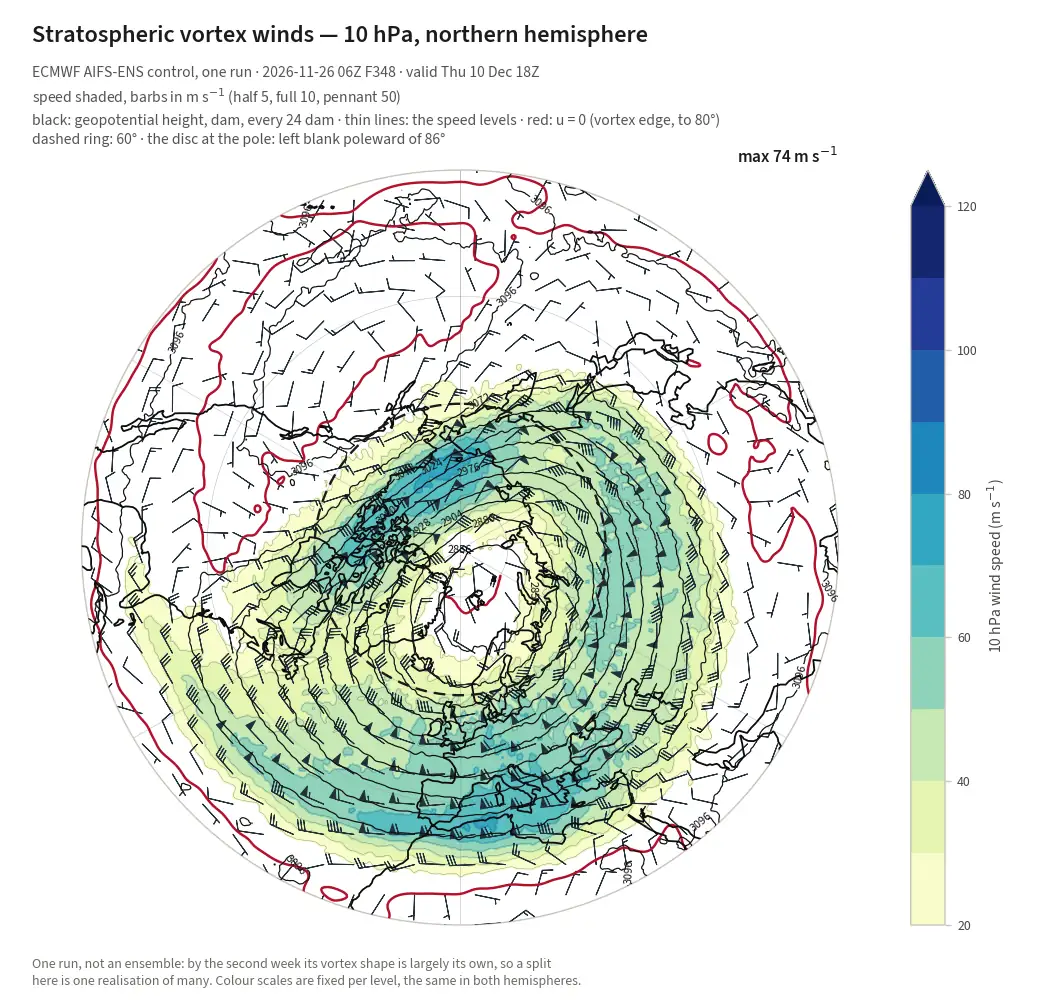 Stratospheric vortex winds — 10 hPa, northern hemisphere
ECMWF AIFS-ENS control, one run · 2026-11-26 06Z F348 · valid Thu 10 Dec 18Z
speed shaded, barbs in m s⁻¹ (half 5, full 10, pennant 50)
black: geopotential height, dam, every 24 dam · thin lines: the speed levels · red: u = 0 (vortex edge, to 80°)
dashed ring: 60° · the disc at the pole: left blank poleward of 86°
max 74 m s⁻¹
120
100
80
60
40
20
10 hPa wind speed (m s⁻¹)
3096
3096
3096
3096
3072
3096
3024
2976
2904
2856
3096
3096
3096
3096
One run, not an ensemble: by the second week its vortex shape is largely its own, so a split
here is one realisation of many. Colour scales are fixed per level, the same in both hemispheres.